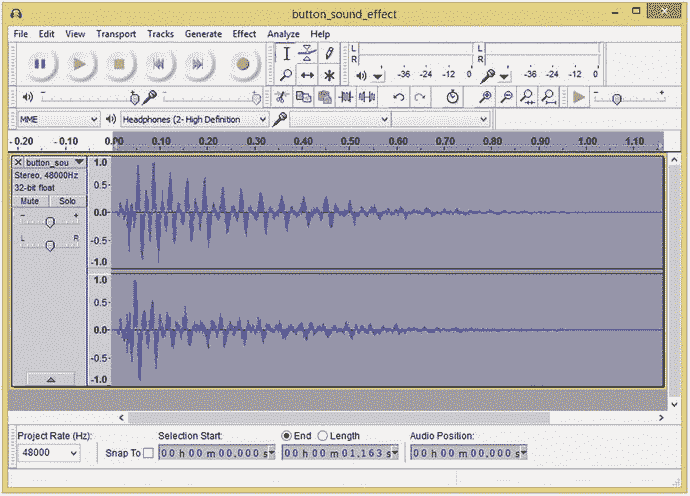 button_sound_effect
File Edit View Transport Tracks Generate Effect Analyze Help
L
R
-36 -24 -12 0
L
R
-36 -24 -12 0
MME
Headphones (2- High Definition
-0.20 -0.10 0.00 0.10 0.20 0.30 0.40 0.50 0.60 0.70 0.80 0.90 1.00 1.10
button_sou
Stereo, 48000Hz
32-bit float
Mute Solo
- +
L R
1.0
0.5
0.0
-0.5
-1.0
1.0
0.5
0.0
-0.5
-1.0
Project Rate (Hz):
48000
Snap To
Selection Start:
00 h 00 m 00.000 s
End Length
00 h 00 m 01.163 s
Audio Position:
00 h 00 m 00.000 s